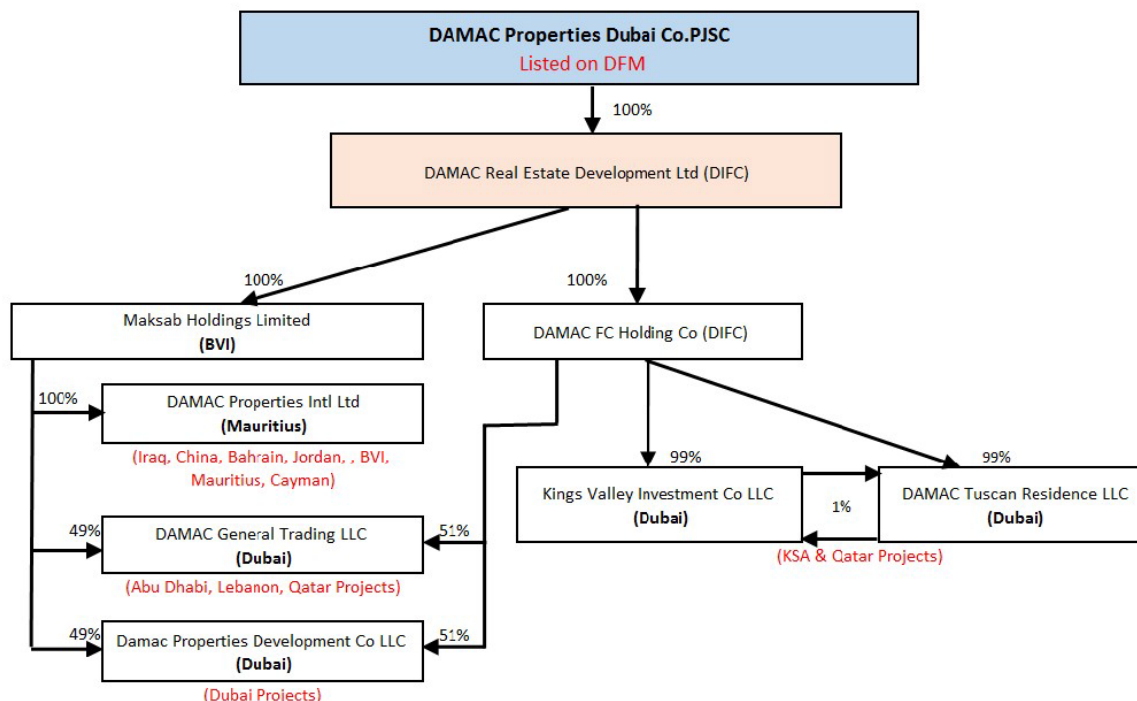 DAMAC Properties Dubai Co.PJSC
Listed on DFM
100%
DAMAC Real Estate Development Ltd (DIFC)
100%
100%
Maksab Holdings Limited
(BVI)
DAMAC FC Holding Co (DIFC)
100%
DAMAC Properties Intl Ltd
(Mauritius)
(Iraq, China, Bahrain, Jordan, , BVI,
Mauritius, Cayman)
99%
99%
Kings Valley Investment Co LLC
(Dubai)
1%
DAMAC Tuscan Residence LLC
(Dubai)
(KSA & Qatar Projects)
49%
DAMAC General Trading LLC
(Dubai)
51%
(Abu Dhabi, Lebanon, Qatar Projects)
49%
Damac Properties Development Co LLC
(Dubai)
51%
(Dubai Projects)